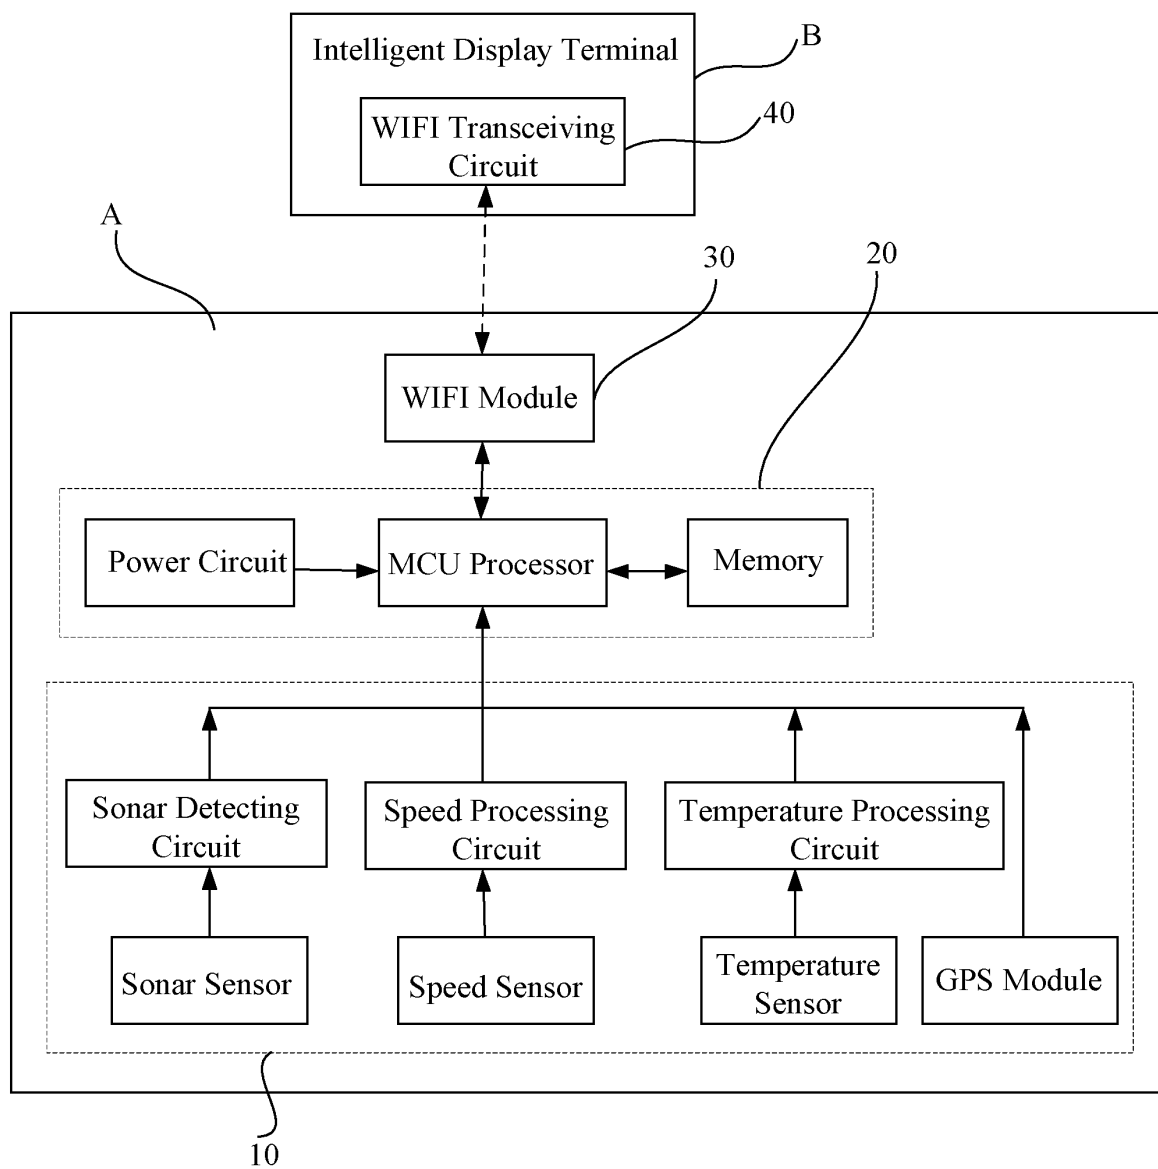 Intelligent Display Terminal
B
WIFI Transceiving
Circuit
40
A
30
20
WIFI Module
Power Circuit
MCU Processor
Memory
Sonar Detecting
Circuit
Speed Processing
Circuit
Temperature Processing
Circuit
Sonar Sensor
Speed Sensor
Temperature
Sensor
GPS Module
10